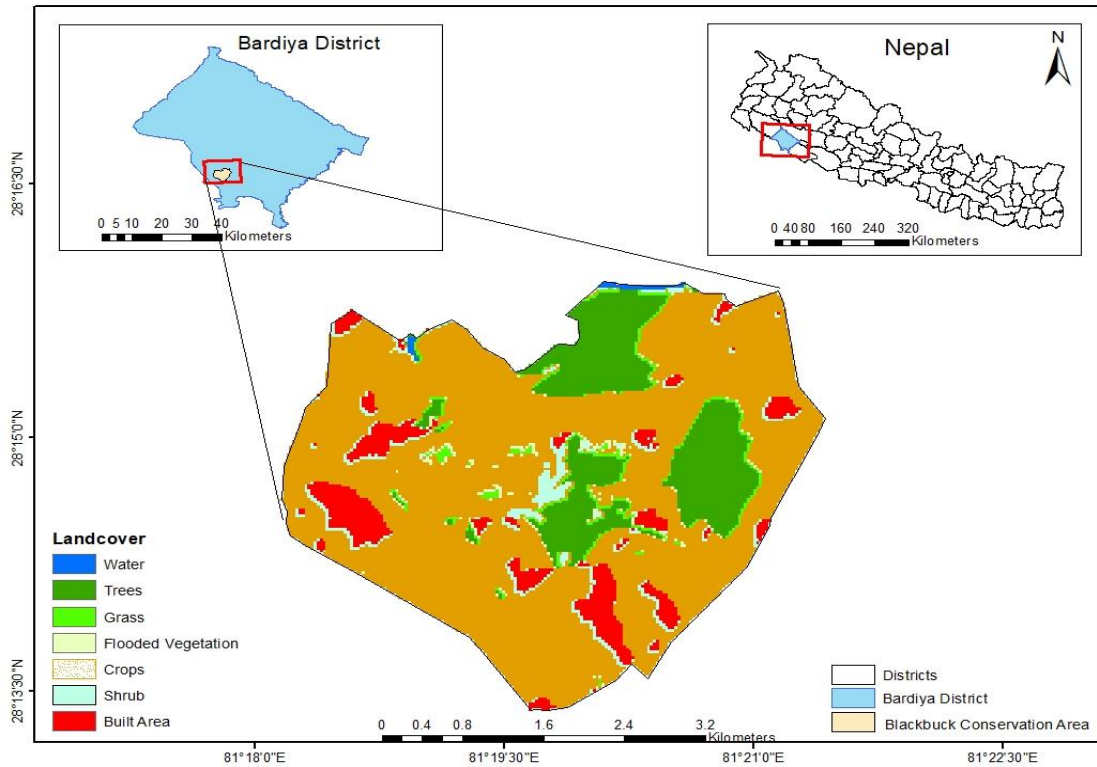 Bardiya District
0 5 10 20 30 40
Kilometers
Nepal
N
0 40 80 160 240 320
Kilometers
28°16'30"N
28°15'0"N
28°13'30"N
Landcover
Water
Trees
Grass
Flooded Vegetation
Crops
Shrub
Built Area
Districts
Bardiya District
Blackbuck Conservation Area
0 0.4 0.8 1.6 2.4 3.2
Kilometers
81°18'0"E 81°19'30"E 81°21'0"E 81°22'30"E